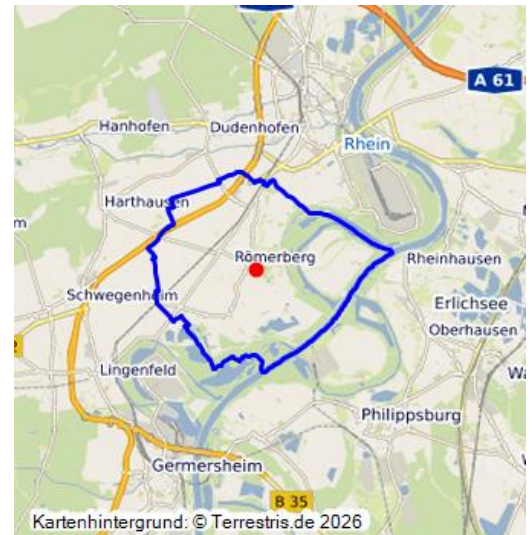 A 61
Hanhofen
Dudenhofen
Rhein
Harthausen
Römerberg
Rheinhausen
Schwegenheim
Erlichsee
Oberhausen
Lingenfeld
Philippsburg
Germersheim
B 35
Kartenhintergrund: © Terrestris.de 2026